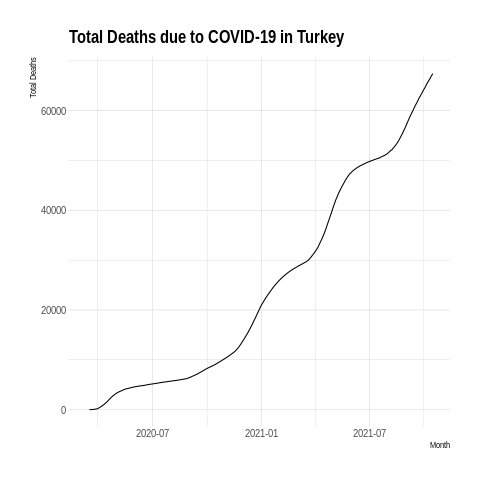 Total Deaths due to COVID-19 in Turkey
Total Deaths
60000
40000
20000
0
2020-07
2021-01
2021-07
Month